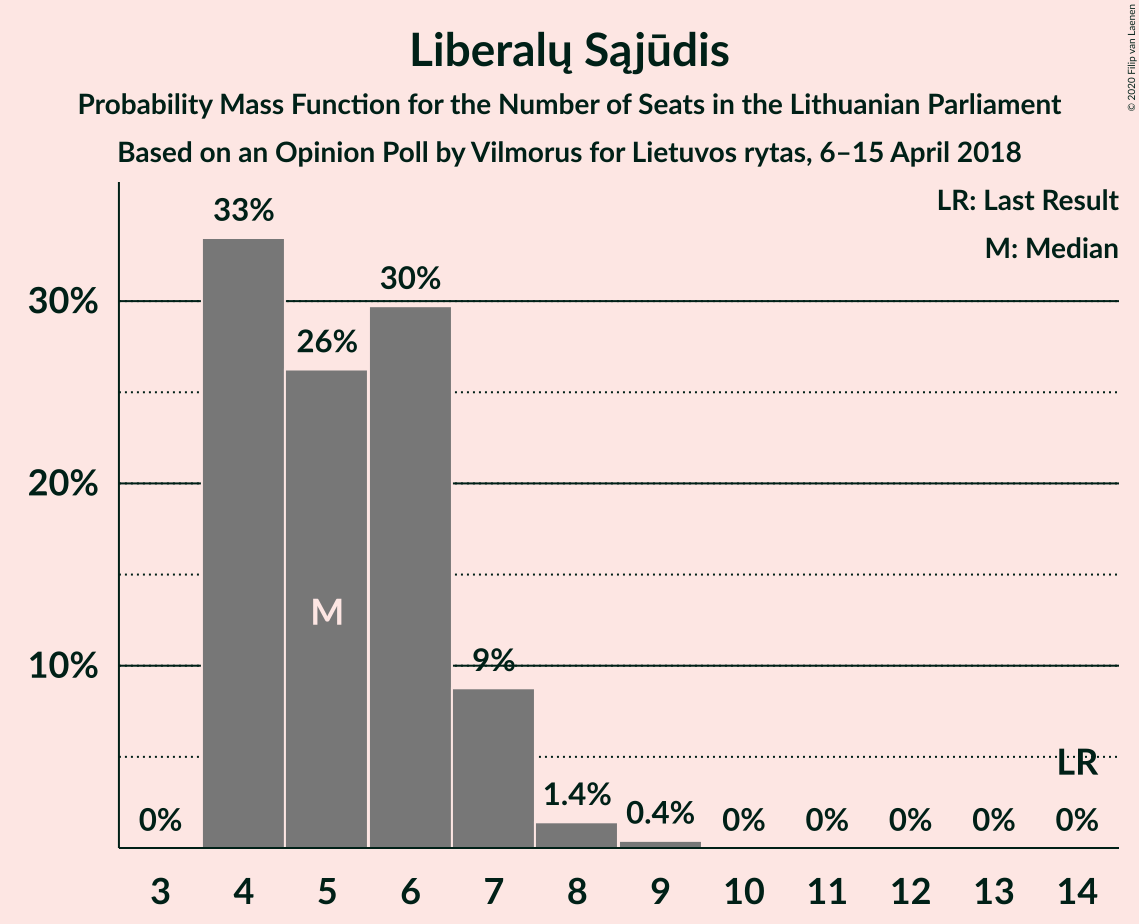 Liberalų Sąjūdis
Probability Mass Function for the Number of Seats in the Lithuanian Parliament
Based on an Opinion Poll by Vilmorus for Lietuvos rytas, 6–15 April 2018
© 2020 Filip van Laenen
LR: Last Result
M: Median
33%
30%
26%
30%
20%
M
10%
9%
LR
0%
1.4%
0.4%
0%
0%
0%
0%
0%
3 4 5 6 7 8 9 10 11 12 13 14